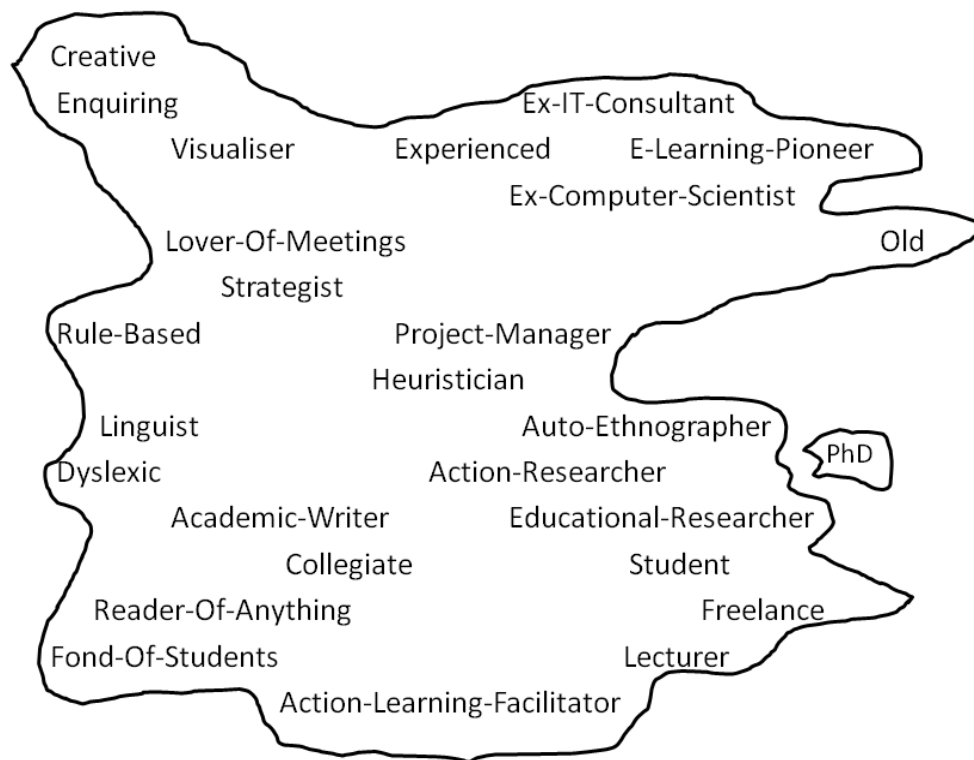 Creative
Enquiring Ex-IT-Consultant
Visualiser Experienced E-Learning-Pioneer
Ex-Computer-Scientist
Lover-Of-Meetings Old
Strategist
Rule-Based Project-Manager
Heuristician
Linguist Auto-Ethnographer
PhD
Dyslexic Action-Researcher
Academic-Writer Educational-Researcher
Collegiate Student
Reader-Of-Anything Freelance
Fond-Of-Students Lecturer
Action-Learning-Facilitator